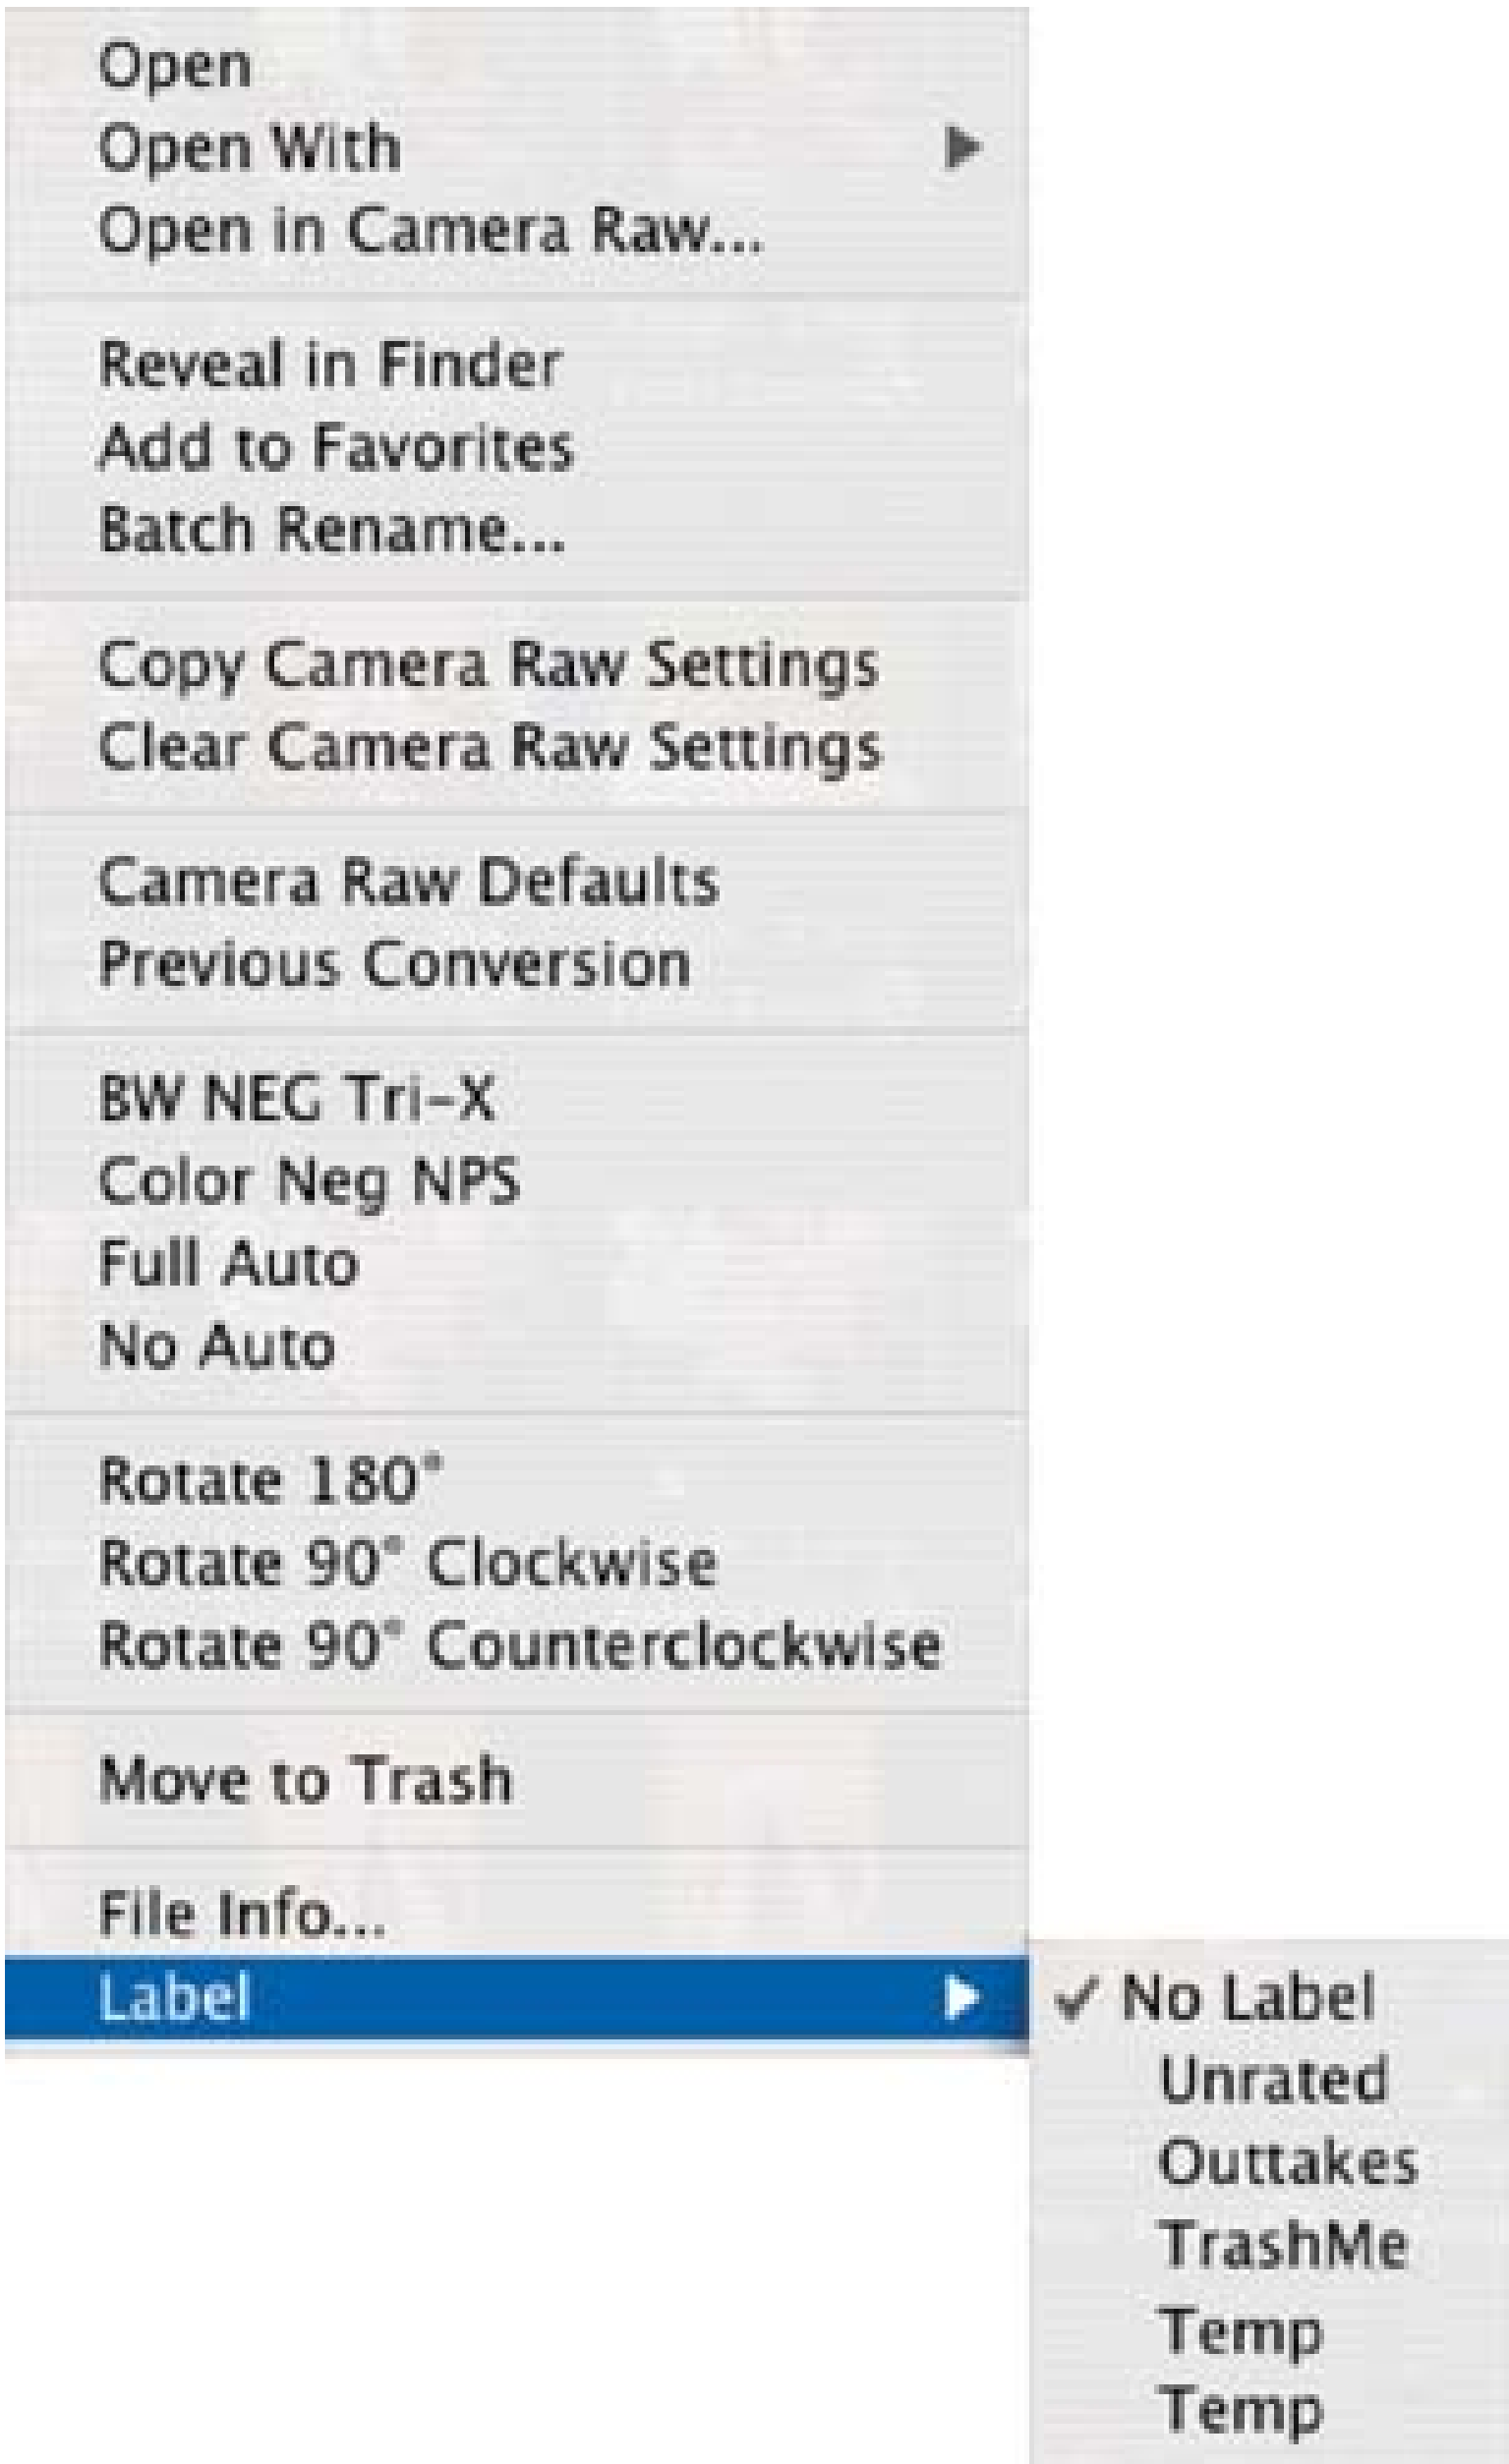 Open
Open With
Open in Camera Raw...
Reveal in Finder
Add to Favorites
Batch Rename...
Copy Camera Raw Settings
Clear Camera Raw Settings
Camera Raw Defaults
Previous Conversion
BW NEG Tri-X
Color Neg NPS
Full Auto
No Auto
Rotate 180°
Rotate 90° Clockwise
Rotate 90° Counterclockwise
Move to Trash
File Info...
Label
✓ No Label
Unrated
Outtakes
TrashMe
Temp
Temp